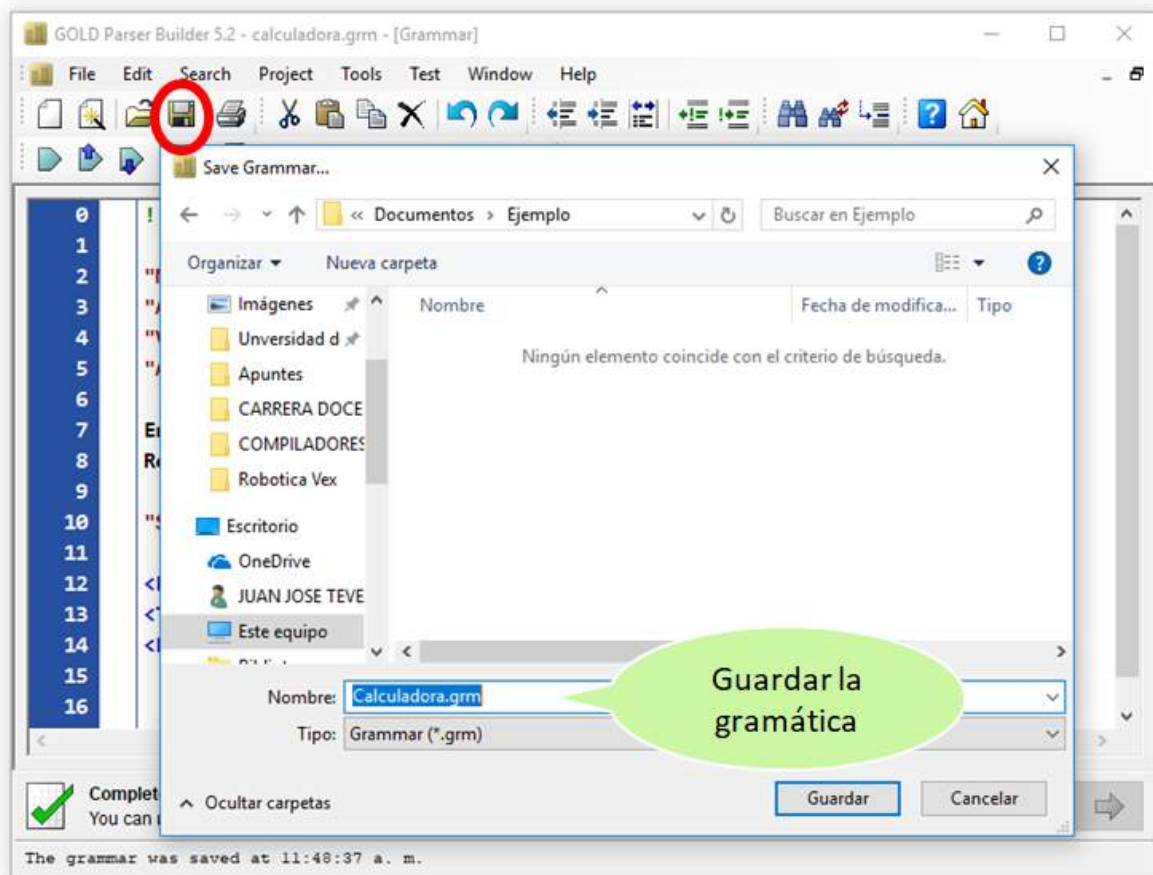 GOLD Parser Builder 5.2 - calculadora.grm - [Grammar]
File Edit Search Project Tools Test Window Help
Save Grammar...
« Documentos › Ejemplo
Buscar en Ejemplo
Organizar Nueva carpeta
Imágenes
Unversidad d
Apuntes
CARRERA DOCE
COMPILADORES
Robotica Vex
Escritorio
OneDrive
JUAN JOSE TEVE
Este equipo
Nombre Fecha de modifica... Tipo
Ningún elemento coincide con el criterio de búsqueda.
0 !
1
2
3
4
5
6
7
8
9
10
11
12
13
14
15
16
Nombre: Calculadora.grm
Tipo: Grammar (*.grm)
Guardar la
gramática
Ocultar carpetas
Guardar Cancelar
Complet
You can
The grammar was saved at 11:48:37 a. m.